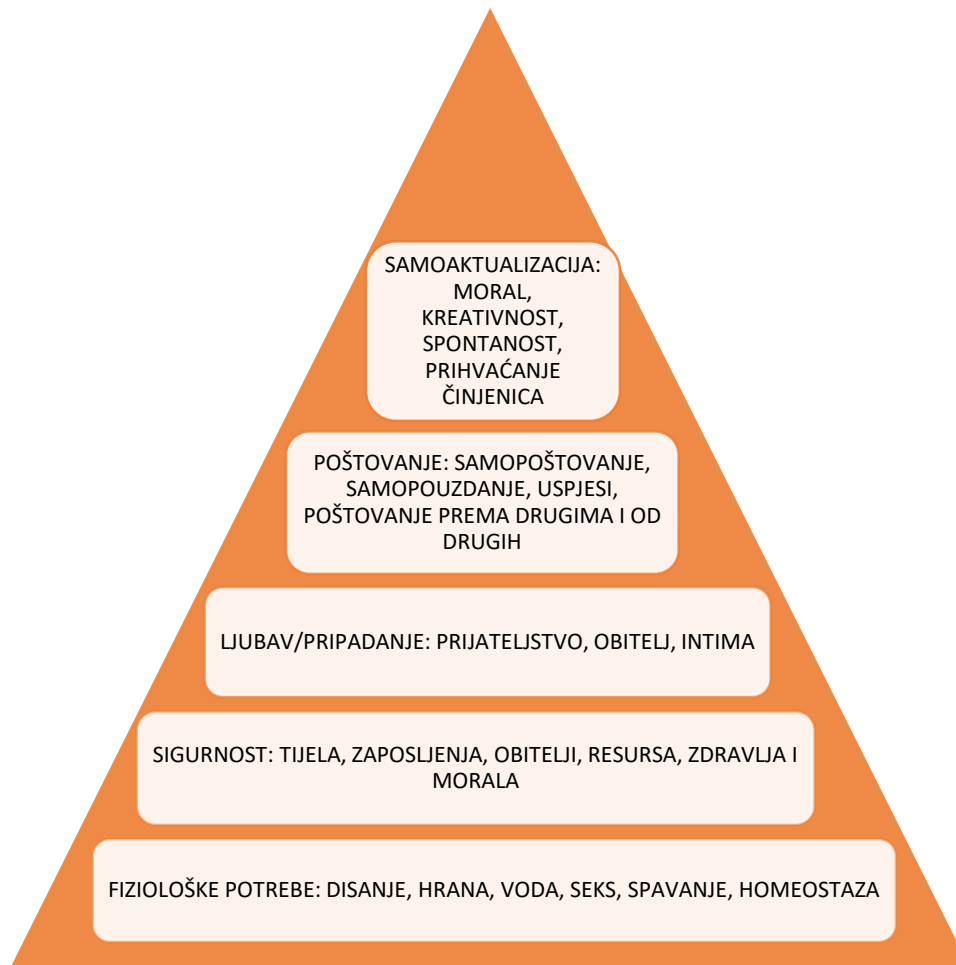 SAMOAKTUALIZACIJA:
MORAL,
KREATIVNOST,
SPONTANOST,
PRIHVAĆANJE
ČINJENICA
POŠTOVANJE: SAMOPOŠTOVANJE,
SAMOPOUZDANJE, USPJESI,
POŠTOVANJE PREMA DRUGIMA I OD
DRUGIH
LJUBAV/PRIPADANJE: PRIJATELJSTVO, OBITELJ, INTIMA
SIGURNOST: TIJELA, ZAPOSLJENJA, OBITELJI, RESURSA, ZDRAVLJA I
MORALA
FIZIOLOŠKE POTREBE: DISANJE, HRANA, VODA, SEKS, SPAVANJE, HOMEOSTAZA